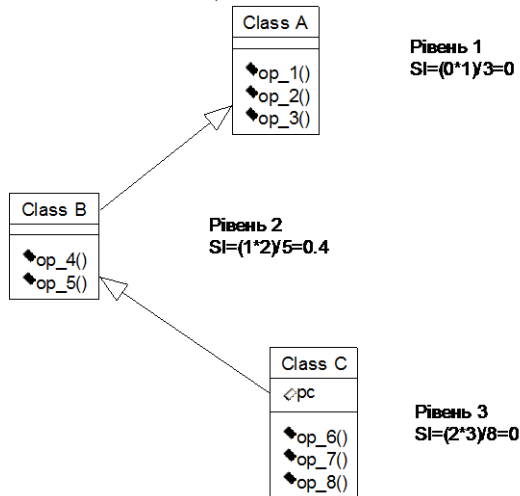 Class A
op_1()
op_2()
op_3()
Рівень 1
SI=(0*1)/3=0
Class B
op_4()
op_5()
Рівень 2
SI=(1*2)/5=0.4
Class C
pc
op_6()
op_7()
op_8()
Рівень 3
SI=(2*3)/8=0